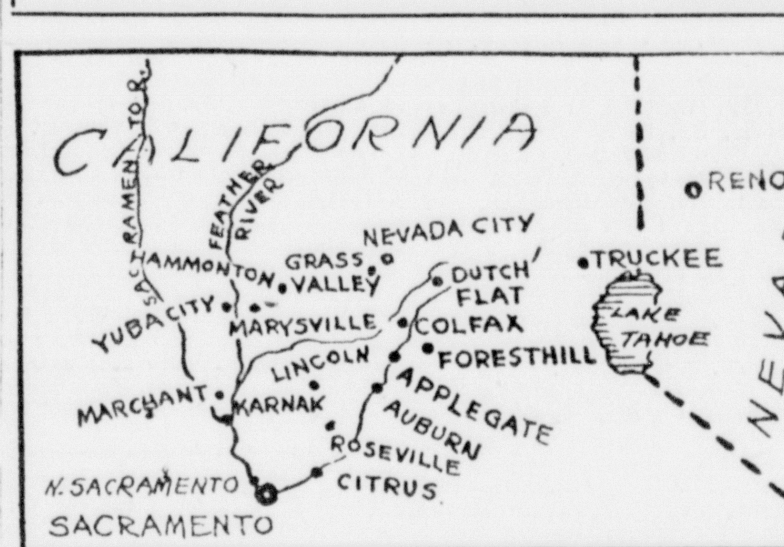 CALIFORNIA
SACRAMENTO R.
FEATHER
RIVER
RENO
NEVADA CITY
HAMMONTON
GRASS
VALLEY
TRUCKEE
DUTCH
FLAT
YUBA CITY
MARYSVILLE
COLFAX
LAKE
TAHOE
LINCOLN
FORESTHILL
APPLEGATE
MARCHANT
KARNAK
AUBURN
ROSEVILLE
N. SACRAMENTO
CITRUS
SACRAMENTO
NEVA